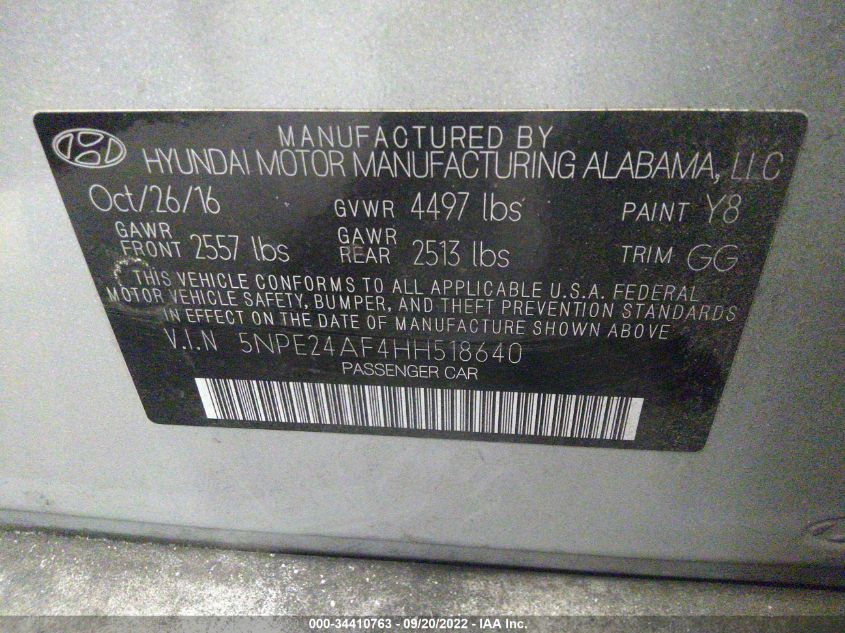 MANUFACTURED BY
HYUNDAI MOTOR MANUFACTURING ALABAMA, LLC
Oct/26/16 GVWR 4497 lbs PAINT Y8
GAWR FRONT 2557 lbs GAWR REAR 2513 lbs TRIM GG
THIS VEHICLE CONFORMS TO ALL APPLICABLE U.S.A. FEDERAL
MOTOR VEHICLE SAFETY, BUMPER, AND THEFT PREVENTION STANDARDS
IN EFFECT ON THE DATE OF MANUFACTURE SHOWN ABOVE
V.I.N 5NPE24AF4HH518640
PASSENGER CAR
000-34410763 - 09/20/2022 - IAA Inc.